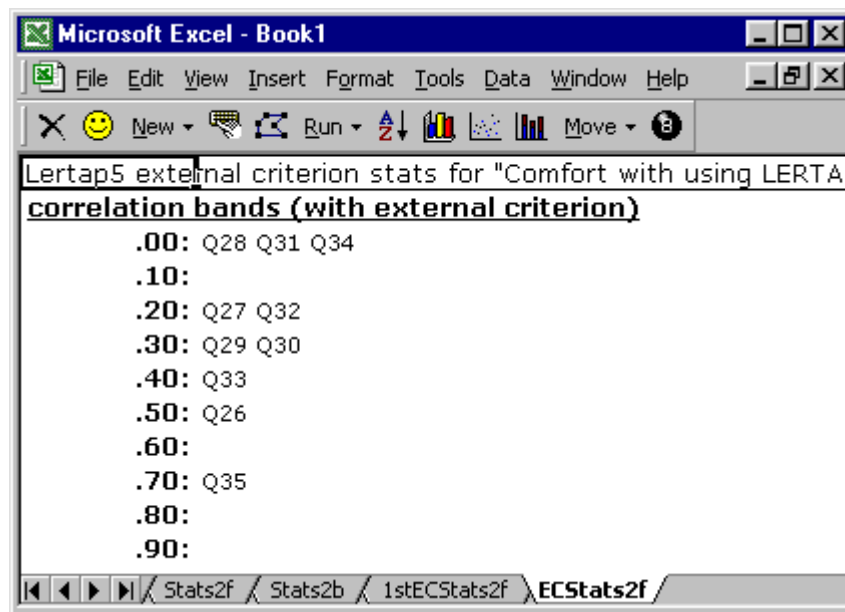 Microsoft Excel - Book1
File Edit View Insert Format Tools Data Window Help
New Run Move
Lertap5 external criterion stats for "Comfort with using LERTA
correlation bands (with external criterion)
.00: Q28 Q31 Q34
.10:
.20: Q27 Q32
.30: Q29 Q30
.40: Q33
.50: Q26
.60:
.70: Q35
.80:
.90:
Stats2f Stats2b 1stECStats2f ECStats2f